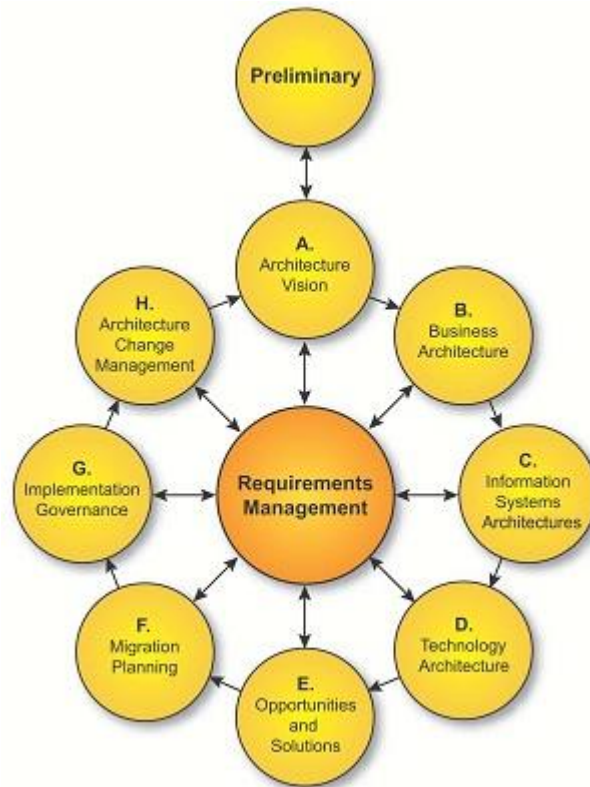 Preliminary
A.
Architecture
Vision
H.
Architecture
Change
Management
B.
Business
Architecture
G.
Implementation
Governance
Requirements
Management
C.
Information
Systems
Architectures
F.
Migration
Planning
D.
Technology
Architecture
E.
Opportunities
and
Solutions